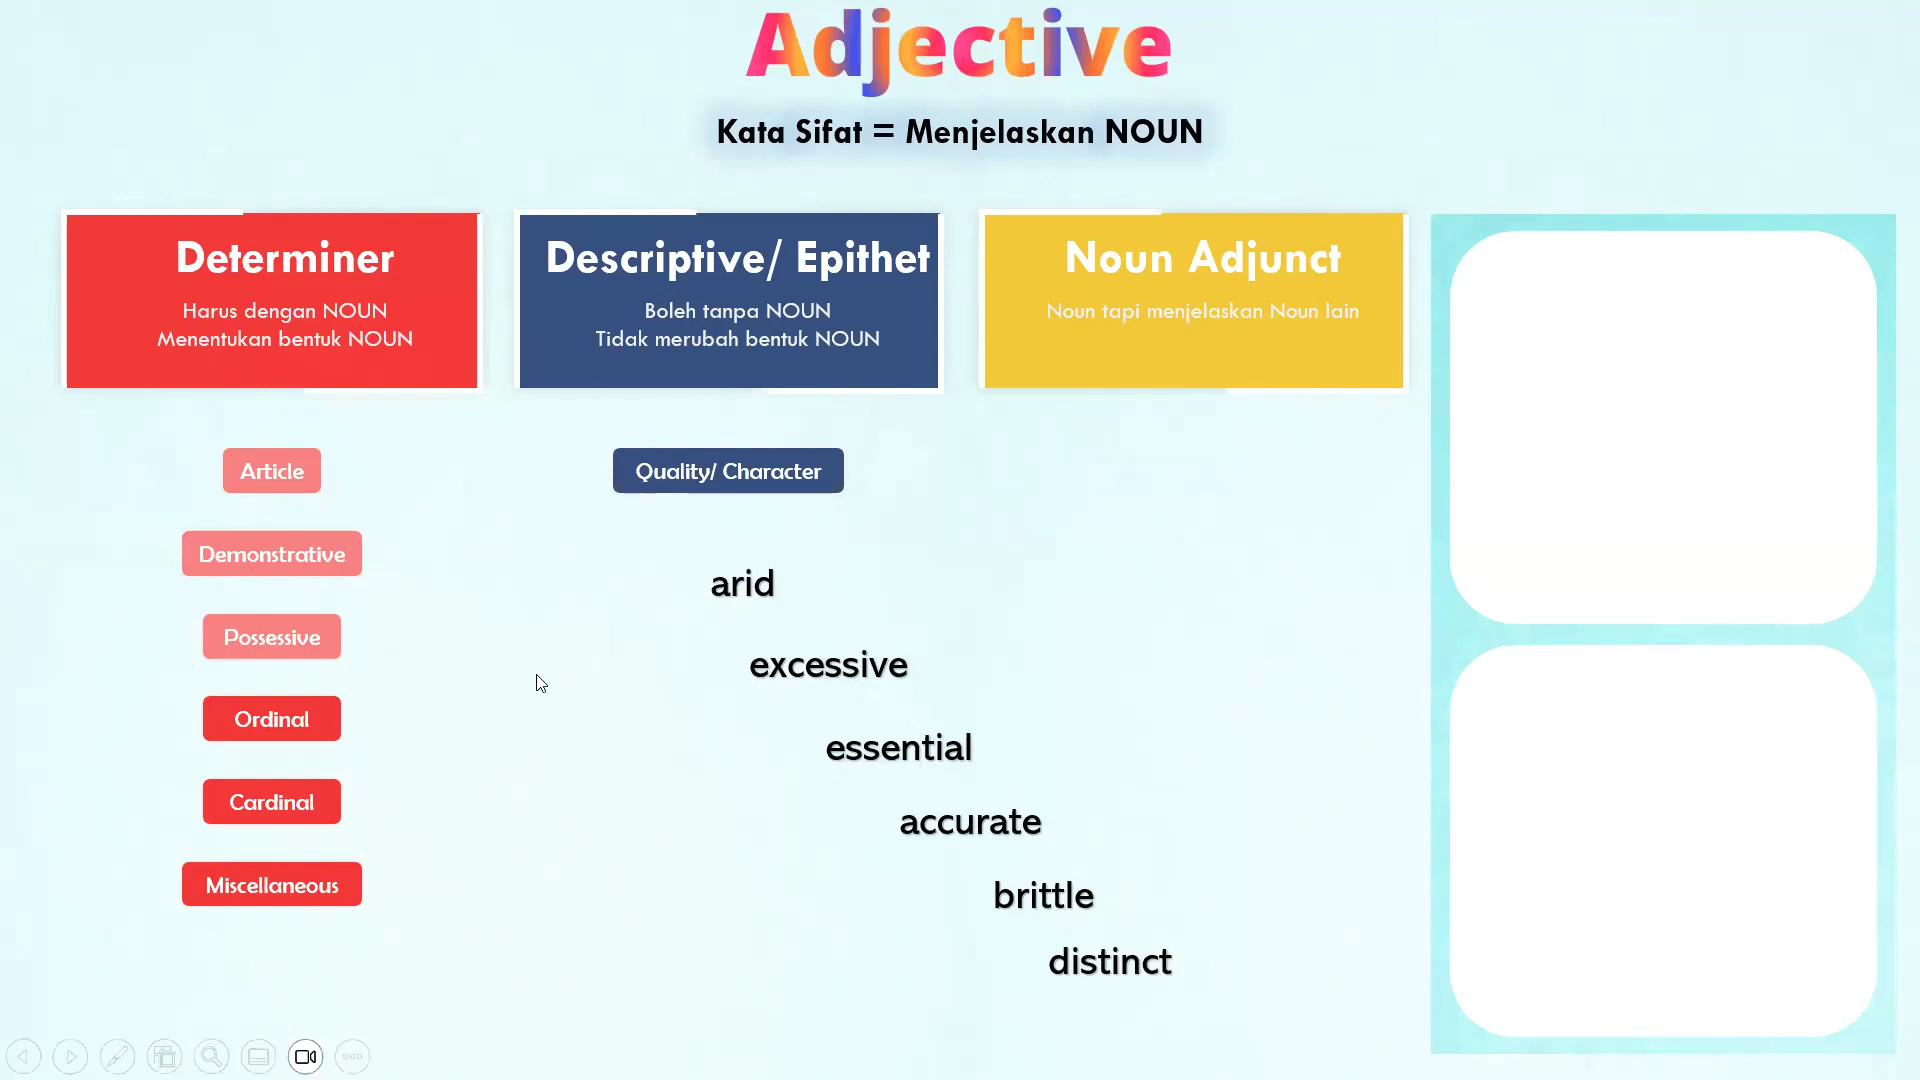 Adjective
Kata Sifat = Menjelaskan NOUN
Determiner
Harus dengan NOUN
Menentukan bentuk NOUN
Descriptive/ Epithet
Boleh tanpa NOUN
Tidak merubah bentuk NOUN
Noun Adjunct
Noun tapi menjelaskan Noun lain
Article
Demonstrative
Possessive
Ordinal
Cardinal
Miscellaneous
Quality/ Character
arid
excessive
essential
accurate
brittle
distinct